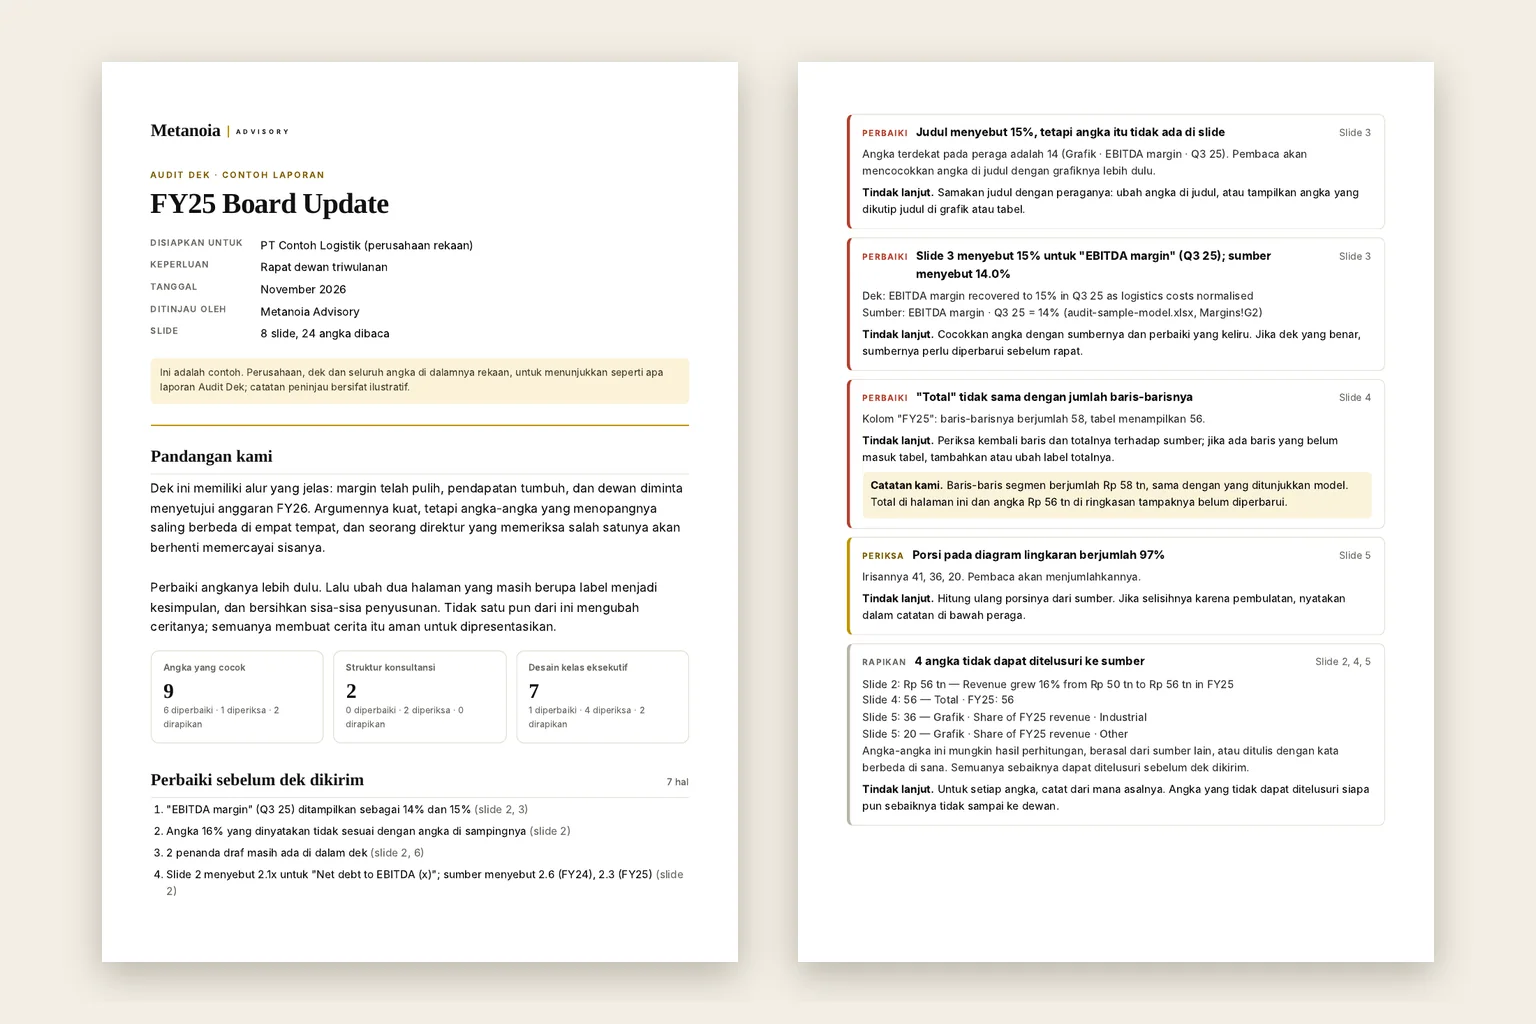 Metanoia | ADVISORY
AUDIT DEK · CONTOH LAPORAN
FY25 Board Update
DISIAPKAN UNTUK PT Contoh Logistik (perusahaan rekaan)
KEPERLUAN Rapat dewan triwulanan
TANGGAL November 2026
DITINJAU OLEH Metanoia Advisory
SLIDE 8 slide, 24 angka dibaca
Ini adalah contoh. Perusahaan, dek dan seluruh angka di dalamnya rekaan, untuk menunjukkan seperti apa
laporan Audit Dek; catatan peninjau bersifat ilustratif.
Pandangan kami
Dek ini memiliki alur yang jelas: margin telah pulih, pendapatan tumbuh, dan dewan diminta
menyetujui anggaran FY26. Argumennya kuat, tetapi angka-angka yang menopangnya
saling berbeda di empat tempat, dan seorang direktur yang memeriksa salah satunya akan
berhenti memercayai sisanya.
Perbaiki angkanya lebih dulu. Lalu ubah dua halaman yang masih berupa label menjadi
kesimpulan, dan bersihkan sisa-sisa penyusunan. Tidak satu pun dari ini mengubah
ceritanya; semuanya membuat cerita itu aman untuk dipresentasikan.
Angka yang cocok
9
6 diperbaiki · 1 diperiksa · 2
dirapikan
Struktur konsultansi
2
0 diperbaiki · 2 diperiksa · 0
dirapikan
Desain kelas eksekutif
7
1 diperbaiki · 4 diperiksa · 2
dirapikan
Perbaiki sebelum dek dikirim 7 hal
1. "EBITDA margin" (Q3 25) ditampilkan sebagai 14% dan 15% (slide 2, 3)
2. Angka 16% yang dinyatakan tidak sesuai dengan angka di sampingnya (slide 2)
3. 2 penanda draf masih ada di dalam dek (slide 2, 6)
4. Slide 2 menyebut 2.1x untuk "Net debt to EBITDA (x)"; sumber menyebut 2.6 (FY24), 2.3 (FY25) (slide
2)
PERBAIKI Judul menyebut 15%, tetapi angka itu tidak ada di slide Slide 3
Angka terdekat pada peraga adalah 14 (Grafik · EBITDA margin · Q3 25). Pembaca akan
mencocokkan angka di judul dengan grafiknya lebih dulu.
Tindak lanjut. Samakan judul dengan peraganya: ubah angka di judul, atau tampilkan angka yang
dikutip judul di grafik atau tabel.
PERBAIKI Slide 3 menyebut 15% untuk "EBITDA margin" (Q3 25); sumber Slide 3
menyebut 14.0%
Dek: EBITDA margin recovered to 15% in Q3 25 as logistics costs normalised
Sumber: EBITDA margin · Q3 25 = 14% (audit-sample-model.xlsx, Margins!G2)
Tindak lanjut. Cocokkan angka dengan sumbernya dan perbaiki yang keliru. Jika dek yang benar,
sumbernya perlu diperbarui sebelum rapat.
PERBAIKI "Total" tidak sama dengan jumlah baris-barisnya Slide 4
Kolom "FY25": baris-barisnya berjumlah 58, tabel menampilkan 56.
Tindak lanjut. Periksa kembali baris dan totalnya terhadap sumber; jika ada baris yang belum
masuk tabel, tambahkan atau ubah label totalnya.
Catatan kami. Baris-baris segmen berjumlah Rp 58 tn, sama dengan yang ditunjukkan model.
Total di halaman ini dan angka Rp 56 tn di ringkasan tampaknya belum diperbarui.
PERIKSA Porsi pada diagram lingkaran berjumlah 97% Slide 5
Irisannya 41, 36, 20. Pembaca akan menjumlahkannya.
Tindak lanjut. Hitung ulang porsinya dari sumber. Jika selisihnya karena pembulatan, nyatakan
dalam catatan di bawah peraga.
RAPIKAN 4 angka tidak dapat ditelusuri ke sumber Slide 2, 4, 5
Slide 2: Rp 56 tn — Revenue grew 16% from Rp 50 tn to Rp 56 tn in FY25
Slide 4: 56 — Total · FY25: 56
Slide 5: 36 — Grafik · Share of FY25 revenue · Industrial
Slide 5: 20 — Grafik · Share of FY25 revenue · Other
Angka-angka ini mungkin hasil perhitungan, berasal dari sumber lain, atau ditulis dengan kata
berbeda di sana. Semuanya sebaiknya dapat ditelusuri sebelum dek dikirim.
Tindak lanjut. Untuk setiap angka, catat dari mana asalnya. Angka yang tidak dapat ditelusuri siapa
pun sebaiknya tidak sampai ke dewan.